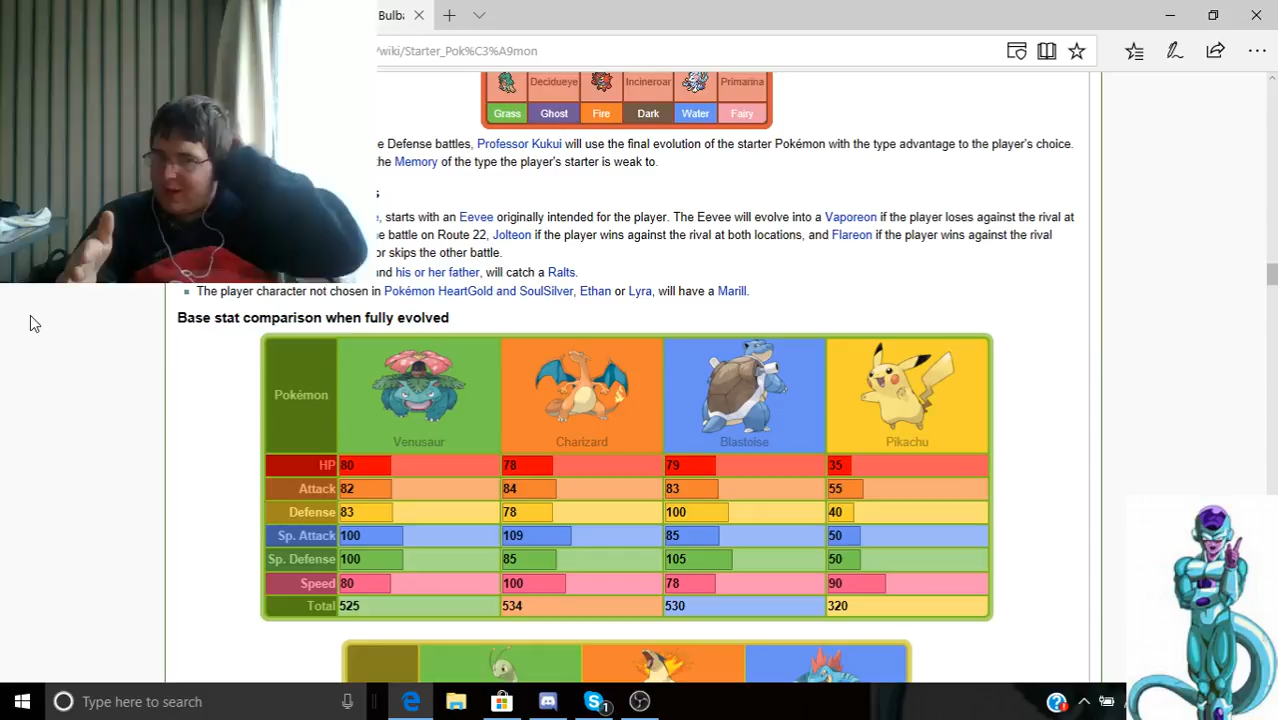 Bulba
/wiki/Starter_Pok%C3%A9mon
Decidueye Incineroar Primarina
Grass Ghost Fire Dark Water Fairy
e Defense battles, Professor Kukui will use the final evolution of the starter Pokémon with the type advantage to the player's choice.
the Memory of the type the player's starter is weak to.
s
e, starts with an Eevee originally intended for the player. The Eevee will evolve into a Vaporeon if the player loses against the rival at
e battle on Route 22, Jolteon if the player wins against the rival at both locations, and Flareon if the player wins against the rival
or skips the other battle.
nd his or her father, will catch a Ralts.
The player character not chosen in Pokémon HeartGold and SoulSilver, Ethan or Lyra, will have a Marill.
Base stat comparison when fully evolved
Pokémon Venusaur Charizard Blastoise Pikachu
HP 80 78 79 35
Attack 82 84 83 55
Defense 83 78 100 40
Sp. Attack 100 109 85 50
Sp. Defense 100 85 105 50
Speed 80 100 78 90
Total 525 534 530 320
Type here to search
1